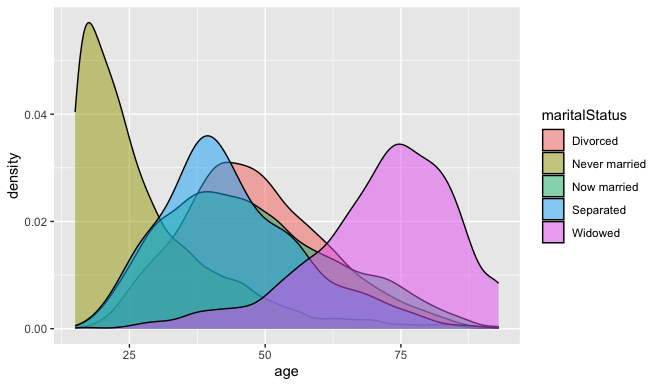 density
0.04
0.02
0.00
25 50 75
age
maritalStatus
Divorced
Never married
Now married
Separated
Widowed